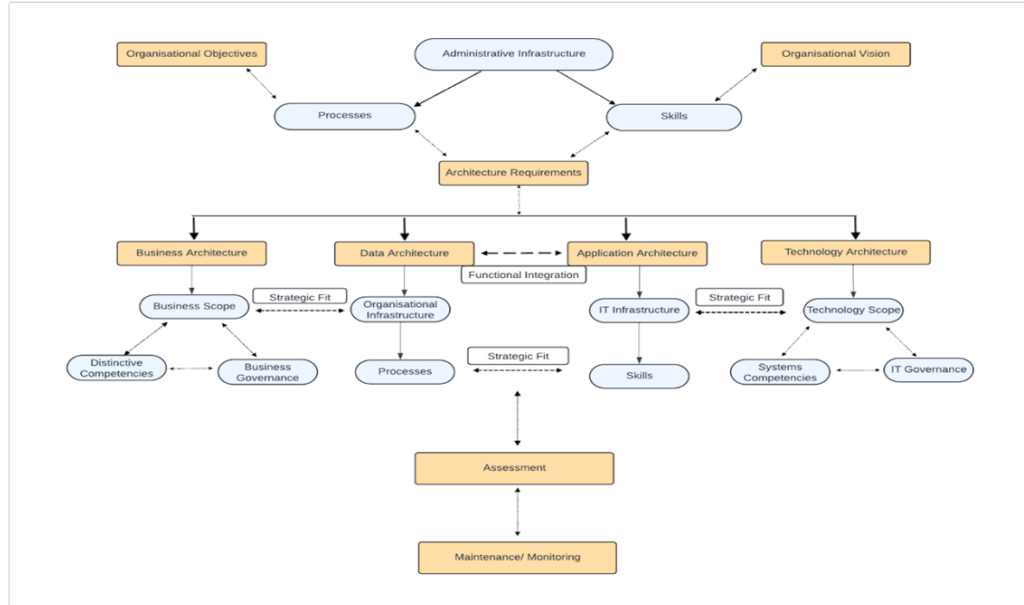 Organisational Objectives
Administrative Infrastructure
Organisational Vision
Processes
Skills
Architecture Requirements
Business Architecture
Data Architecture
Application Architecture
Technology Architecture
Functional Integration
Business Scope
Strategic Fit
Organisational
Infrastructure
IT Infrastructure
Strategic Fit
Technology Scope
Distinctive
Competencies
Business
Governance
Processes
Strategic Fit
Skills
Systems
Competencies
IT Governance
Assessment
Maintenance/ Monitoring